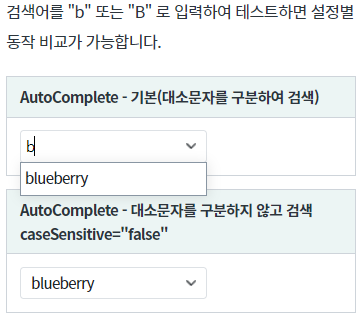 검색어를 "b" 또는 "B" 로 입력하여 테스트하면 설정별
동작 비교가 가능합니다.
AutoComplete - 기본(대소문자를 구분하여 검색)
b
blueberry
AutoComplete - 대소문자를 구분하지 않고 검색
caseSensitive="false"
blueberry